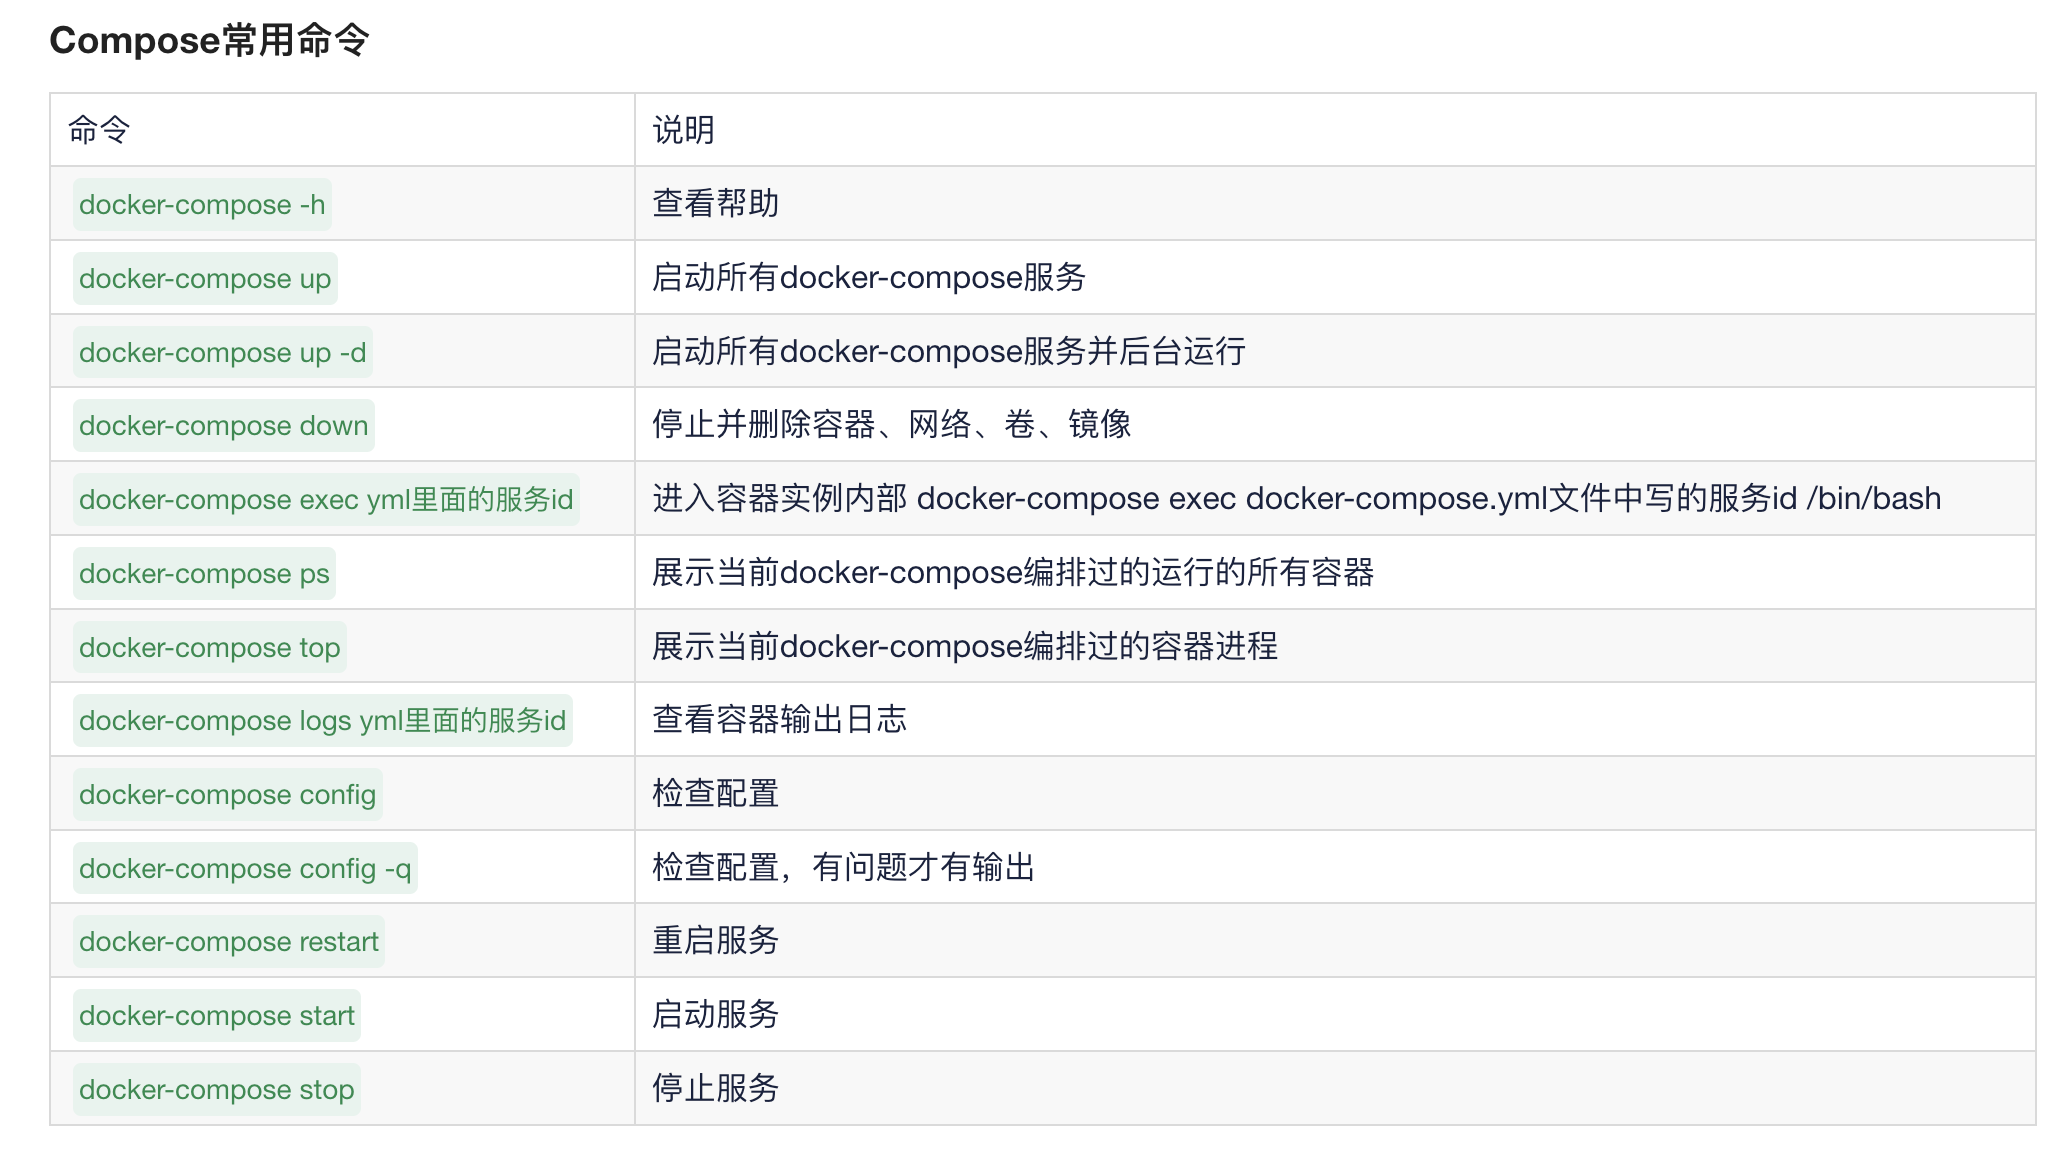 Compose常用命令
命令 说明
docker-compose -h 查看帮助
docker-compose up 启动所有docker-compose服务
docker-compose up -d 启动所有docker-compose服务并后台运行
docker-compose down 停止并删除容器、网络、卷、镜像
docker-compose exec yml里面的服务id 进入容器实例内部 docker-compose exec docker-compose.yml文件中写的服务id /bin/bash
docker-compose ps 展示当前docker-compose编排过的运行的所有容器
docker-compose top 展示当前docker-compose编排过的容器进程
docker-compose logs yml里面的服务id 查看容器输出日志
docker-compose config 检查配置
docker-compose config -q 检查配置，有问题才有输出
docker-compose restart 重启服务
docker-compose start 启动服务
docker-compose stop 停止服务